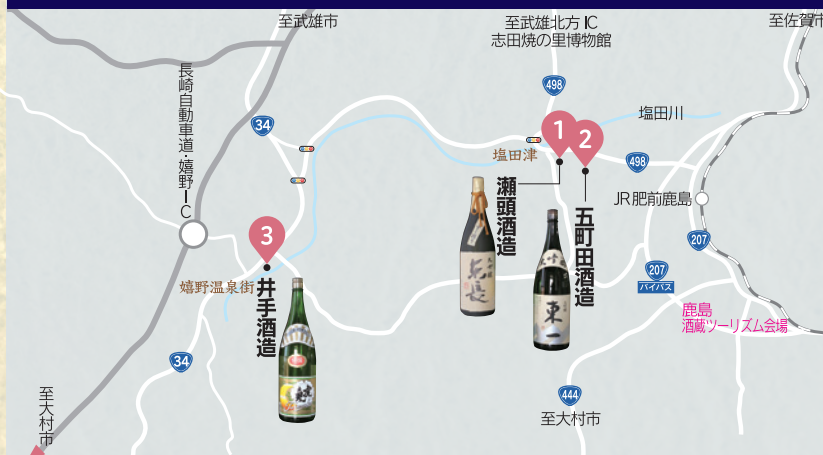 至武雄市
至武雄北方IC
志田焼の里博物館
至佐賀市
長崎自動車道・嬉野IC
498
塩田川
34
1
2
塩田津
498
瀬頭酒造
五町田酒造
JR肥前鹿島
207
3
207
バイパス
嬉野温泉街
井手酒造
東一
鹿島
酒蔵ツーリズム会場
34
至大村市
444
至大村市